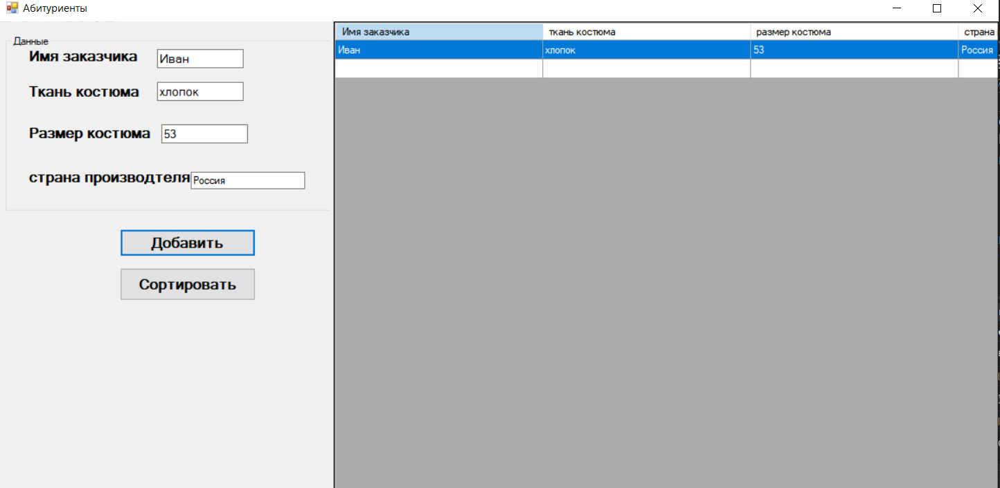 Абитуриенты
Данные
Имя заказчика Иван
Ткань костюма хлопок
Размер костюма 53
страна производтеля Россия
Добавить
Сортировать
Имя заказчика ткань костюма размер костюма страна
Иван хлопок 53 Россия